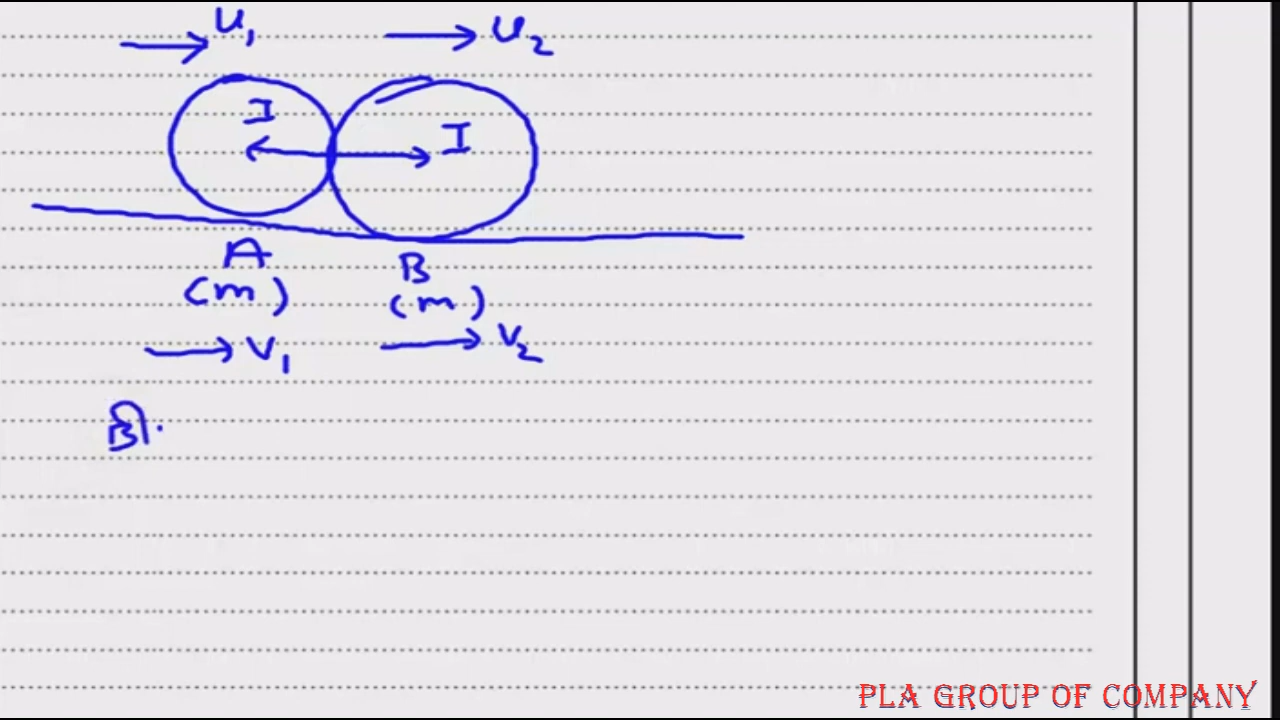 u₁ u₂
I I
A B
(m) (m)
v₁ v₂
PLA GROUP OF COMPANY